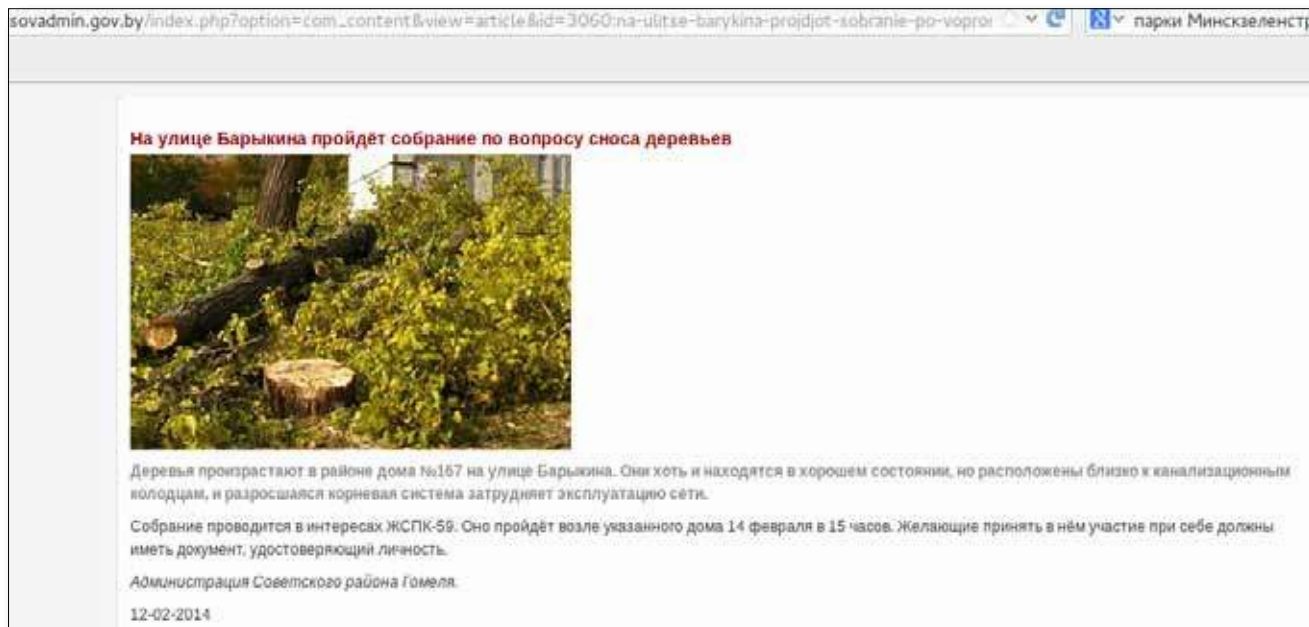 sovadmin.gov.by/index.php?option=com_content&view=article&id=3060:na-ulitse-barykina-projdjot-sobranie-po-vopros парки Минскзеленстр
На улице Барыкина пройдёт собрание по вопросу сноса деревьев
Деревья произрастают в районе дома №167 на улице Барыкина. Они хоть и находятся в хорошем состоянии, но расположены близко к канализационным
колодцам, и разросшаяся корневая система затрудняет эксплуатацию сети.
Собрание проводится в интересах ЖСПК-59. Оно пройдёт возле указанного дома 14 февраля в 15 часов. Желающие принять в нём участие при себе должны
иметь документ, удостоверяющий личность.
Администрация Советского района Гомеля.
12-02-2014